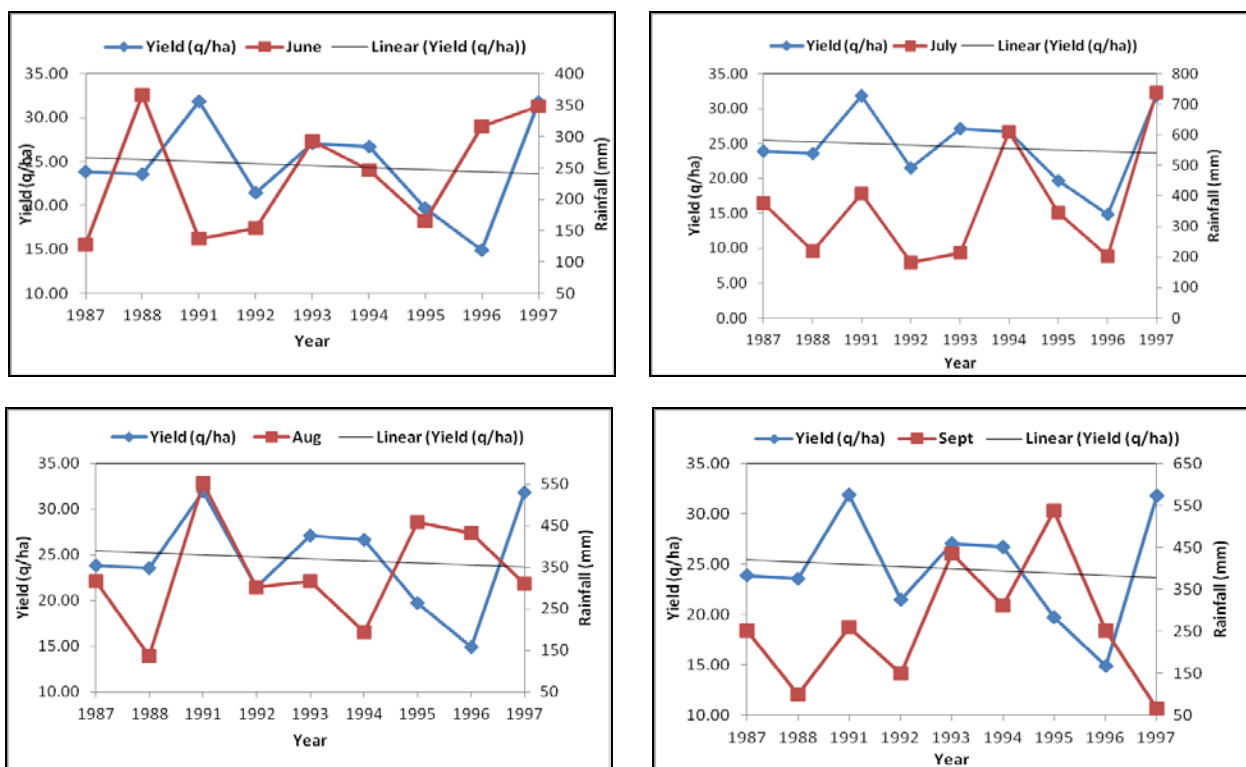 Yield (q/ha) June Linear (Yield (q/ha))
35.00 400
30.00 350
25.00 300
20.00 250
15.00 200
10.00 150
100
50
Yield (q/ha)
Rainfall (mm)
1987 1988 1991 1992 1993 1994 1995 1996 1997
Year
Yield (q/ha) July Linear (Yield (q/ha))
35.00 800
30.00 700
25.00 600
20.00 500
15.00 400
10.00 300
5.00 200
0.00 100
0
Yield (q/ha)
Rainfall (mm)
1987 1988 1991 1992 1993 1994 1995 1996 1997
Year
Yield (q/ha) Aug Linear (Yield (q/ha))
35.00 550
30.00 450
25.00 350
20.00 250
15.00 150
10.00 50
Yield (q/ha)
Rainfall (mm)
1987 1988 1991 1992 1993 1994 1995 1996 1997
Year
Yield (q/ha) Sept Linear (Yield (q/ha))
35.00 650
30.00 550
25.00 450
20.00 350
15.00 250
10.00 150
50
Yield (q/ha)
Rainfall (mm)
1987 1988 1991 1992 1993 1994 1995 1996 1997
Year